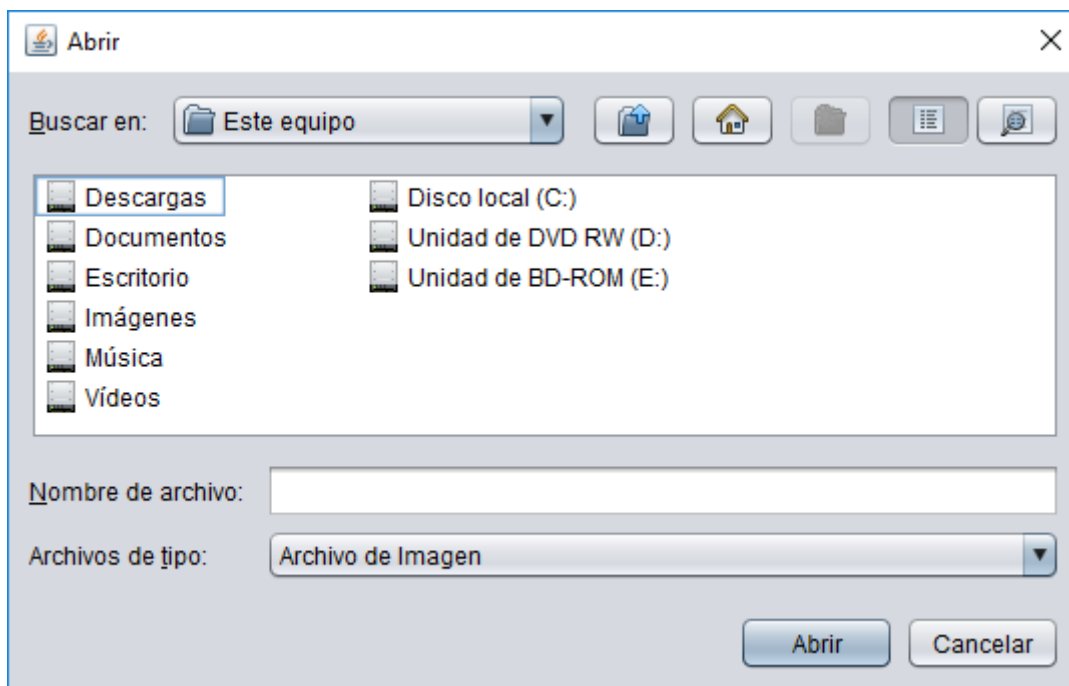 Abrir
Buscar en: Este equipo
Descargas
Documentos
Escritorio
Imágenes
Música
Vídeos
Disco local (C:)
Unidad de DVD RW (D:)
Unidad de BD-ROM (E:)
Nombre de archivo:
Archivos de tipo: Archivo de Imagen
Abrir Cancelar